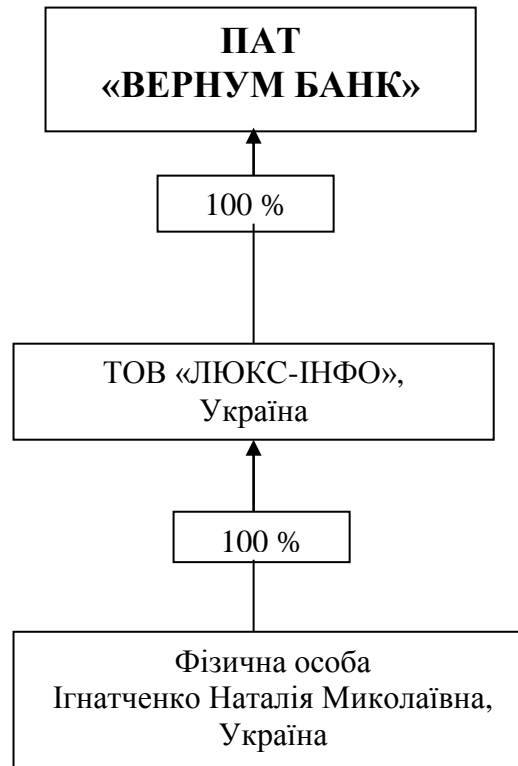 ПАТ
«ВЕРНУМ БАНК»
100 %
ТОВ «ЛЮКС-ІНФО»,
Україна
100 %
Фізична особа
Ігнатченко Наталія Миколаївна,
Україна